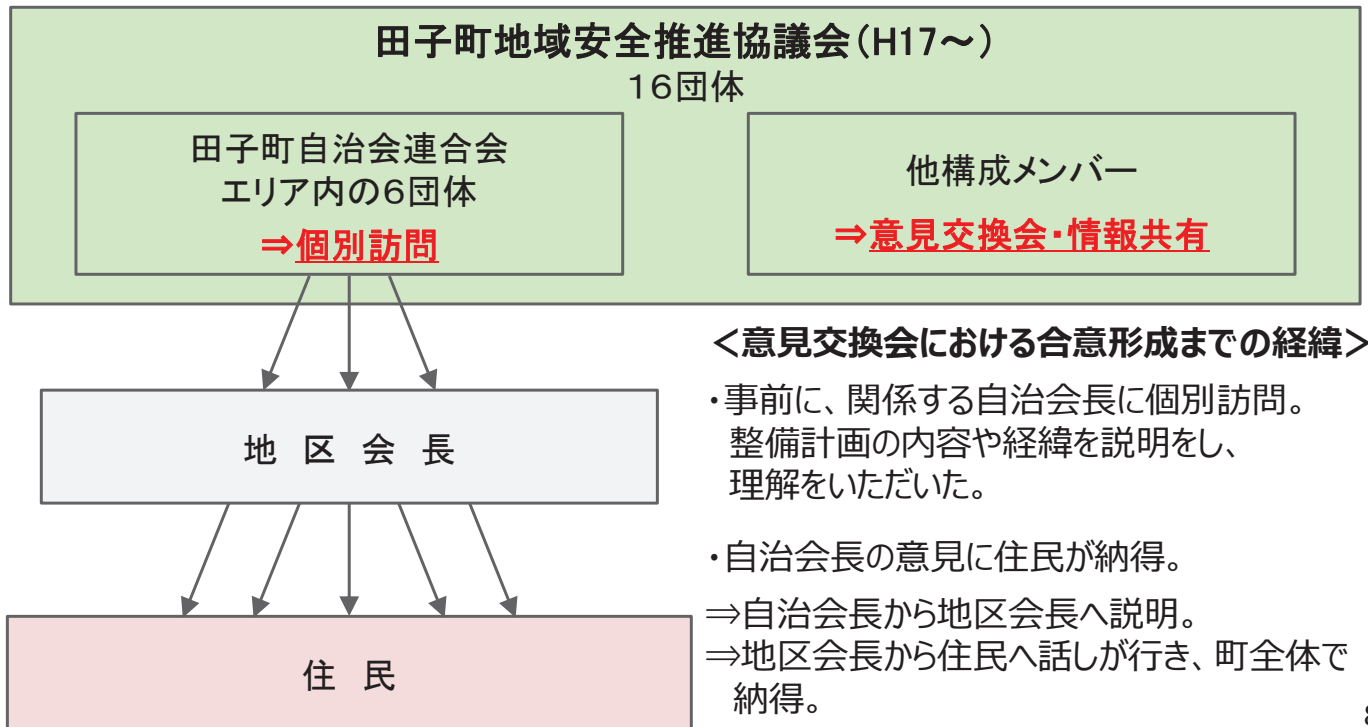 田子町地域安全推進協議会(H17～)
16団体
田子町自治会連合会
エリア内の6団体
⇒個別訪問
他構成メンバー
⇒意見交換会・情報共有
地 区 会 長
住 民
＜意見交換会における合意形成までの経緯＞
・事前に、関係する自治会長に個別訪問。
整備計画の内容や経緯を説明をし、
理解をいただいた。
・自治会長の意見に住民が納得。
⇒自治会長から地区会長へ説明。
⇒地区会長から住民へ話しが行き、町全体で
納得。